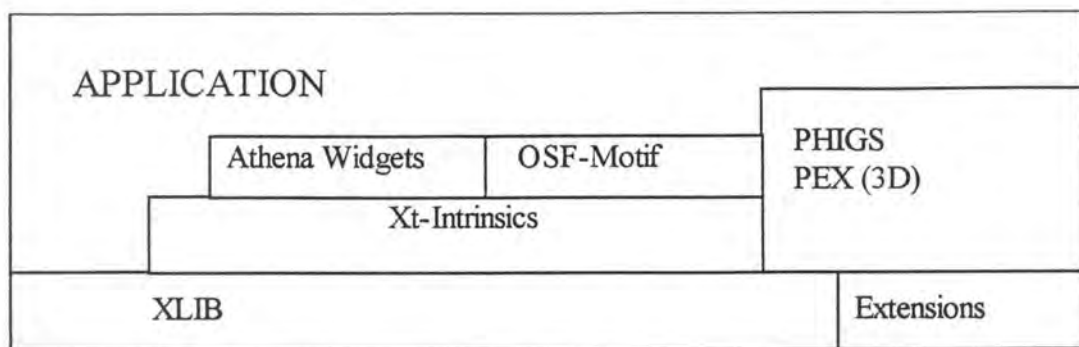 APPLICATION
Athena Widgets
OSF-Motif
PHIGS
PEX (3D)
Xt-Intrinsics
XLIB
Extensions